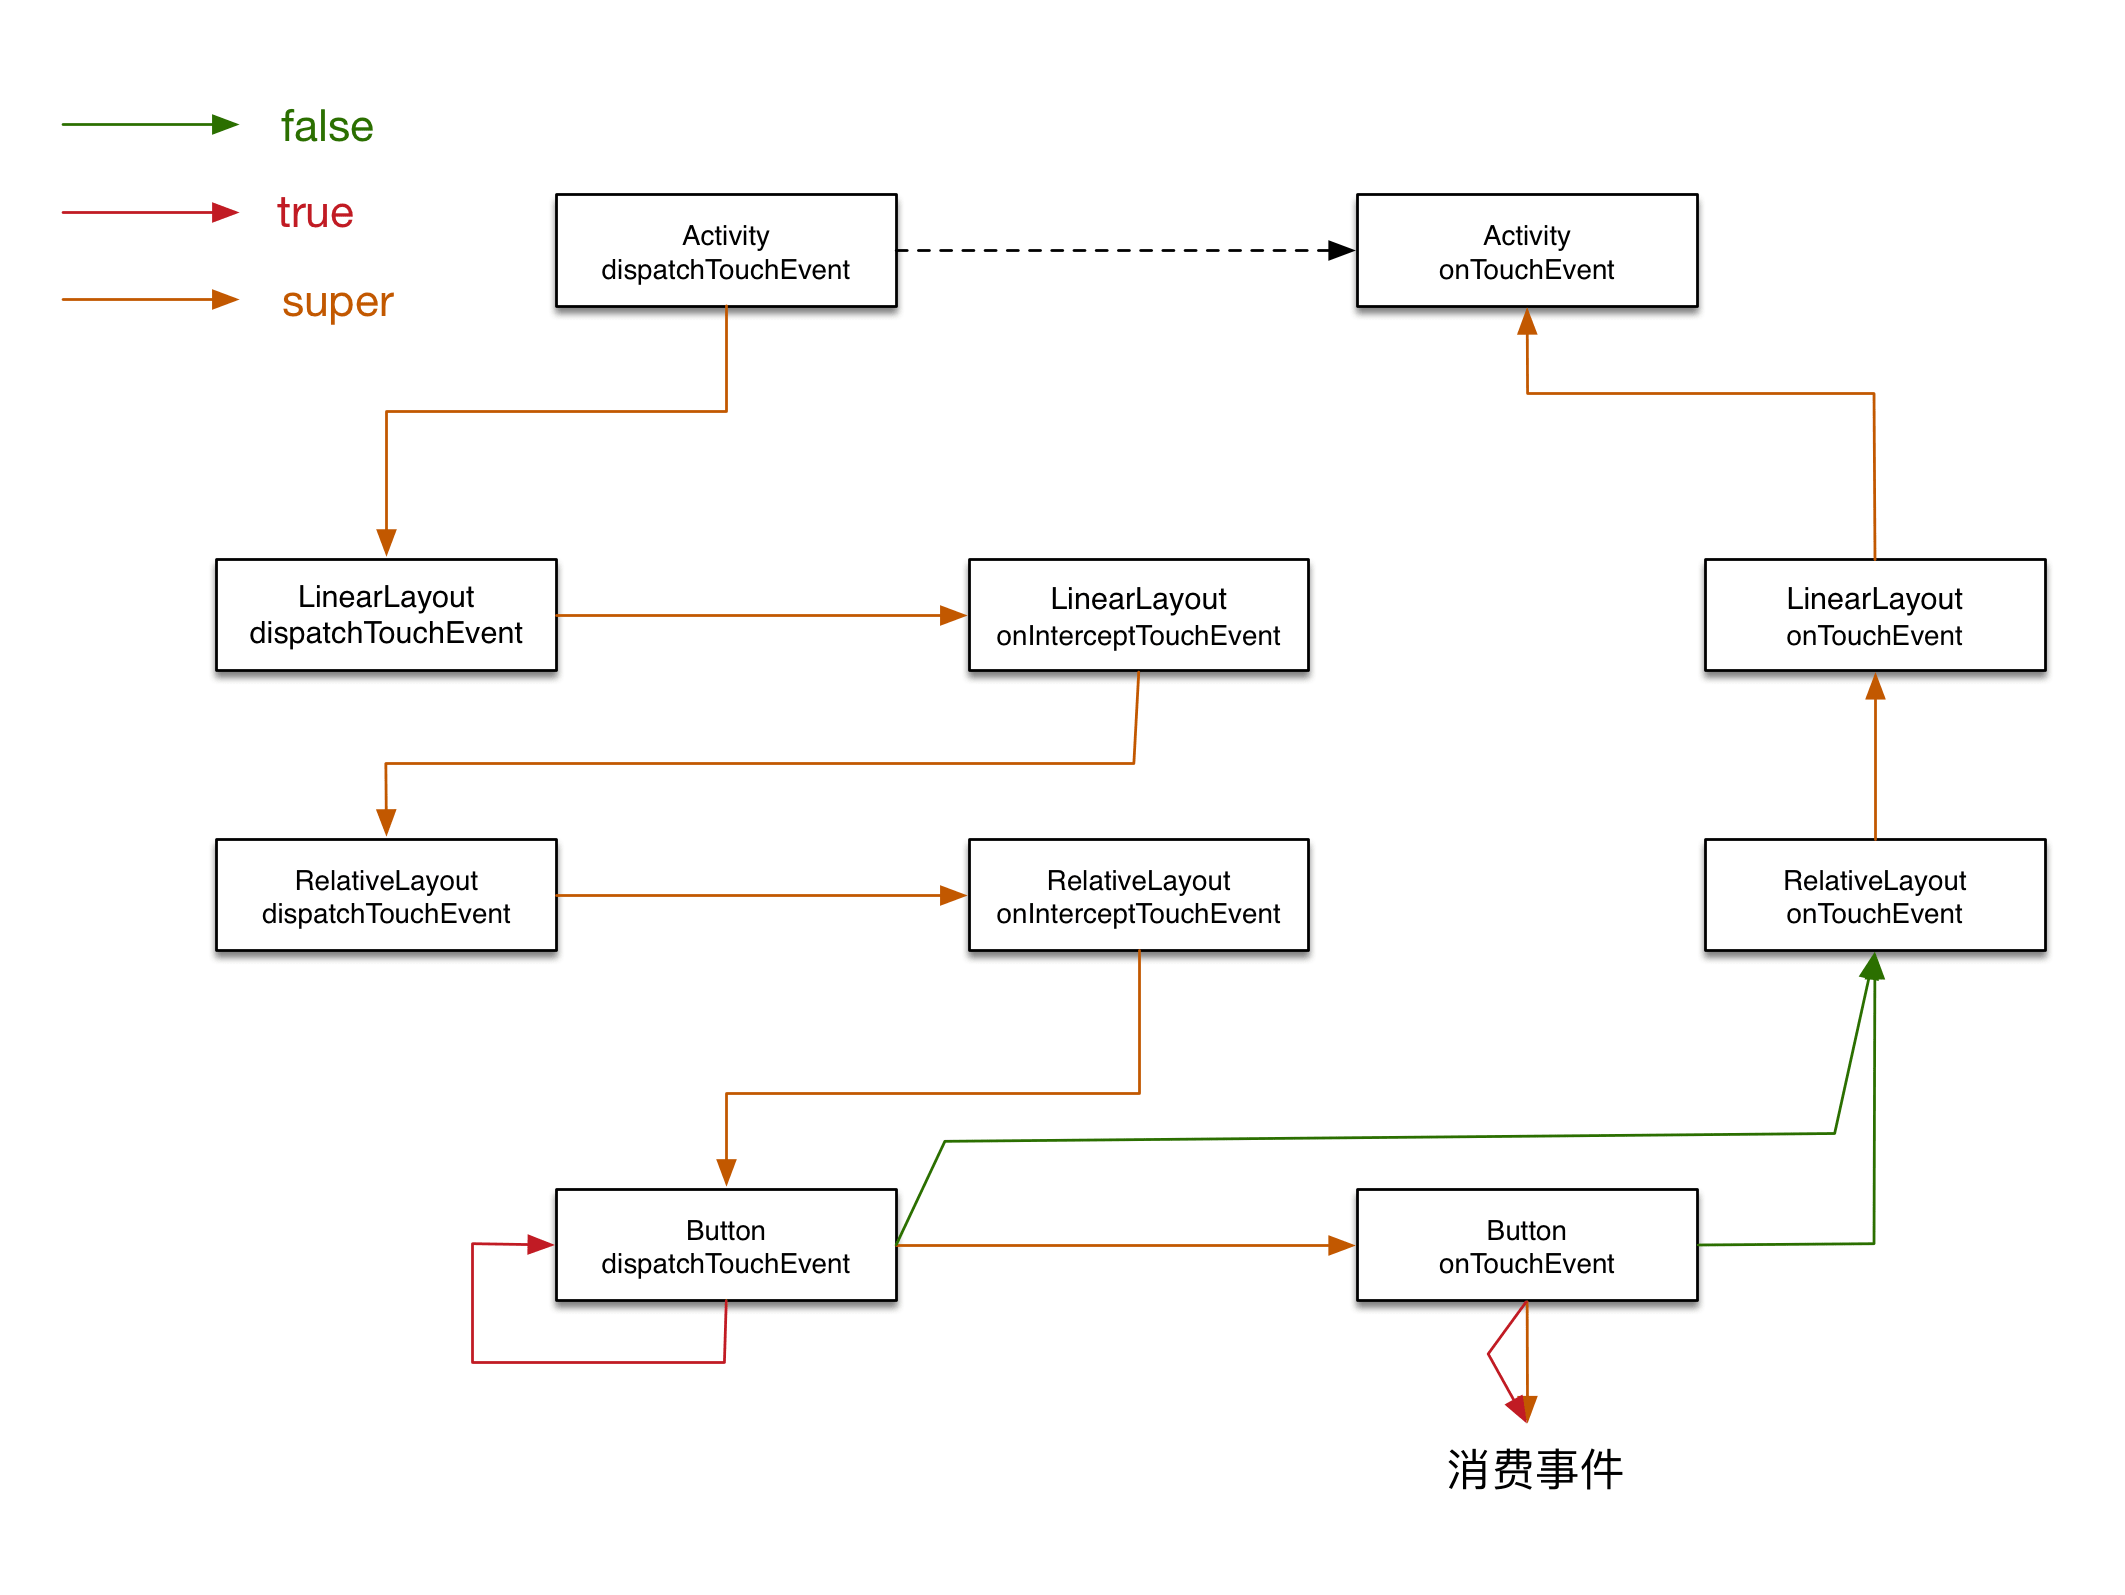 false
true
super
Activity
dispatchTouchEvent
Activity
onTouchEvent
LinearLayout
dispatchTouchEvent
LinearLayout
onInterceptTouchEvent
LinearLayout
onTouchEvent
RelativeLayout
dispatchTouchEvent
RelativeLayout
onInterceptTouchEvent
RelativeLayout
onTouchEvent
Button
dispatchTouchEvent
Button
onTouchEvent
消费事件